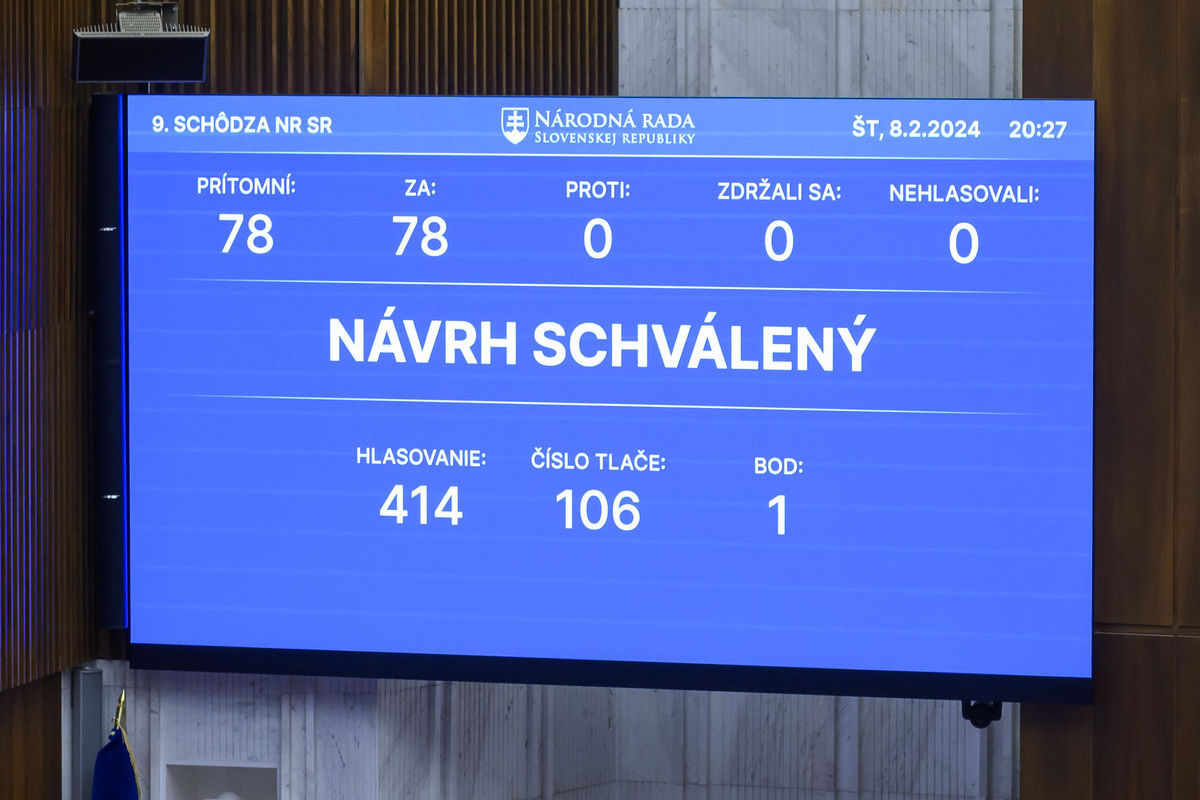 9. SCHÔDZA NR SR
NÁRODNÁ RADA
SLOVENSKEJ REPUBLIKY
ŠT, 8.2.2024 20:27
PRÍTOMNÍ: ZA: PROTI: ZDRŽALI SA: NEHLASOVALI:
78 78 0 0 0
NÁVRH SCHVÁLENÝ
HLASOVANIE: ČÍSLO TLAČE: BOD:
414 106 1